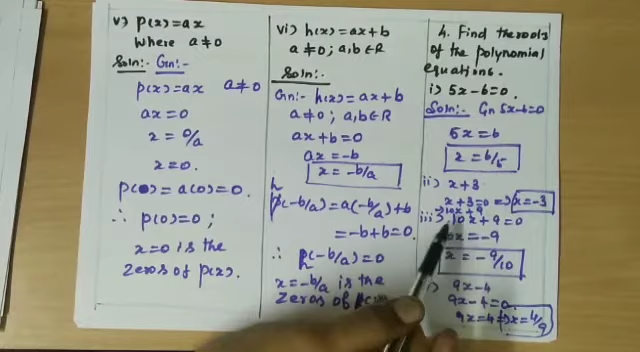 v) p(x)=ax
where a≠0
Soln:- Gn:-
p(x)=ax a≠0
ax=0
x=0/a
x=0.
p(0)=a(0)=0.
∴ p(0)=0;
x=0 is the
zeros of p(x).
vi) h(x)=ax+b
a≠0; a,b∈R
Soln:-
Gn:- h(x)=ax+b
a≠0; a,b∈R
ax+b=0
ax=-b
x=-b/a
h(-b/a)=a(-b/a)+b
=-b+b=0.
∴ h(-b/a)=0
x=-b/a is the
zeros of
4. Find the roots
of the polynomial
equations.
i) 5x-6=0.
Soln:- Gn 5x-6=0
5x=6
x=6/5
ii) x+3
x+3=0 ⇒ x=-3
iii) 10x+9
10x+9=0
10x=-9
x=-9/10
) 9x-4
9x-4=0.
9x=4 ⇒ x=4/9